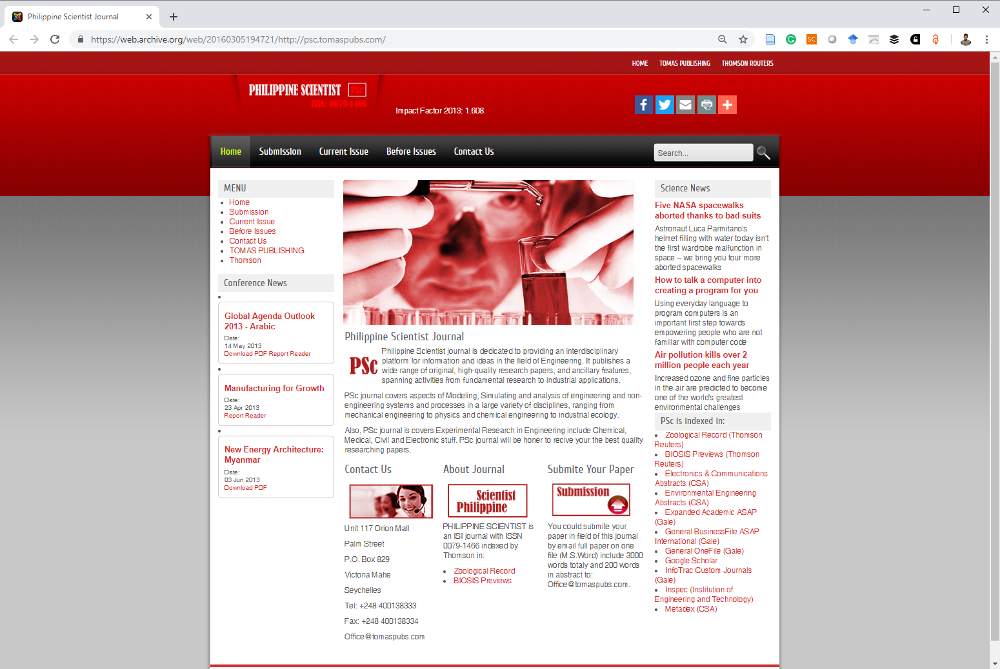 Philippine Scientist Journal
https://web.archive.org/web/20160305194721/http://psc.tomaspubs.com/
SC
HOME
TOMAS PUBLISHING
THOMSON ROUTERS
PHILIPPINE SCIENTIST PSc
ISSN: 0079-1466
Impact Factor 2013: 1.608
Home
Submission
Current Issue
Before Issues
Contact Us
Search...
MENU
Home
Submission
Current Issue
Before Issues
Contact Us
TOMAS PUBLISHING
Thomson
Conference News
Global Agenda Outlook
2013 - Arabic
Date:
14 May 2013
Download PDF Report Reader
Manufacturing for Growth
Date:
23 Apr 2013
Report Reader
New Energy Architecture:
Myanmar
Date:
03 Jun 2013
Download PDF
Philippine Scientist Journal
PSc
Philippine Scientist journal is dedicated to providing an interdisciplinary
platform for information and ideas in the field of Engineering. It publishes a
wide range of original, high-quality research papers, and ancillary features,
spanning activities from fundamental research to industrial applications.
PSc journal covers aspects of Modeling, Simulating and analysis of engineering and non-
engineering systems and processes in a large variety of disciplines, ranging from
mechanical engineering to physics and chemical engineering to industrial ecology.
Also, PSc journal is covers Experimental Research in Engineering include Chemical,
Medical, Civil and Electronic stuff. PSc journal will be honer to recive your the best quality
researching papers.
Contact Us
Unit 117 Orion Mall
Palm Street
P.O. Box 829
Victoria Mahe
Seychelles
Tel: +248 400138333
Fax: +248 400138334
Office@tomaspubs.com
About Journal
Scientist
Philippine
PHILIPPINE SCIENTIST is
an ISI journal with ISSN
0079-1466 indexed by
Thomson in:
Zoological Record
BIOSIS Previews
Submite Your Paper
Submission
You could submite your
paper in field of this journal
by email full paper on one
file (M.S.Word) include 3000
words totaly and 200 words
in abstract to:
Office@tomaspubs.com.
Science News
Five NASA spacewalks
aborted thanks to bad suits
Astronaut Luca Parmitano's
helmet filling with water today isn't
the first wardrobe malfunction in
space – we bring you four more
aborted spacewalks
How to talk a computer into
creating a program for you
Using everyday language to
program computers is an
important first step towards
empowering people who are not
familiar with computer code
Air pollution kills over 2
million people each year
Increased ozone and fine particles
in the air are predicted to become
one of the world's greatest
environmental challenges
PSc Is Indexed In:
Zoological Record (Thomson
Reuters)
BIOSIS Previews (Thomson
Reuters)
Electronics & Communications
Abstracts (CSA)
Environmental Engineering
Abstracts (CSA)
Expanded Academic ASAP
(Gale)
General BusinessFile ASAP
International (Gale)
General OneFile (Gale)
Google Scholar
InfoTrac Custom Journals
(Gale)
Inspec (Institution of
Engineering and Technology)
Metadex (CSA)